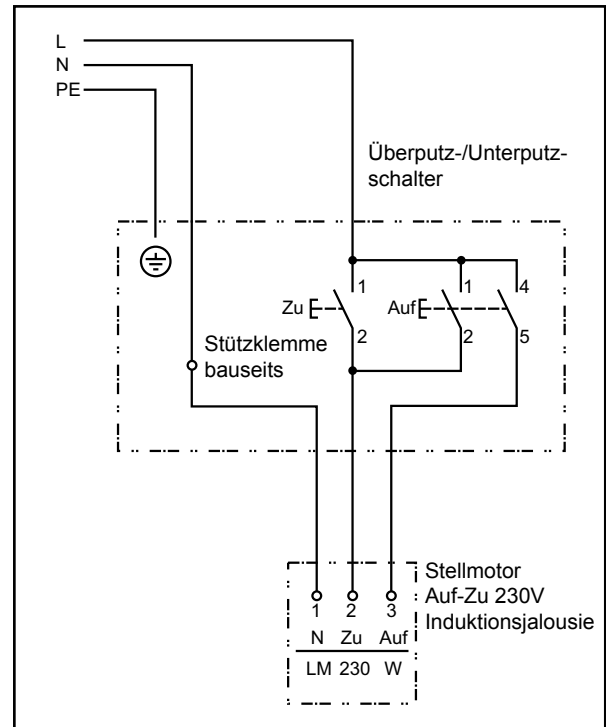 L
N
PE
Überputz-/Unterputz-
schalter
1
1
4
Zu
Auf
2
2
5
Stützklemme
bauseits
Stellmotor
Auf-Zu 230V
Induktionsjalousie
1 2 3
N Zu Auf
LM 230 W